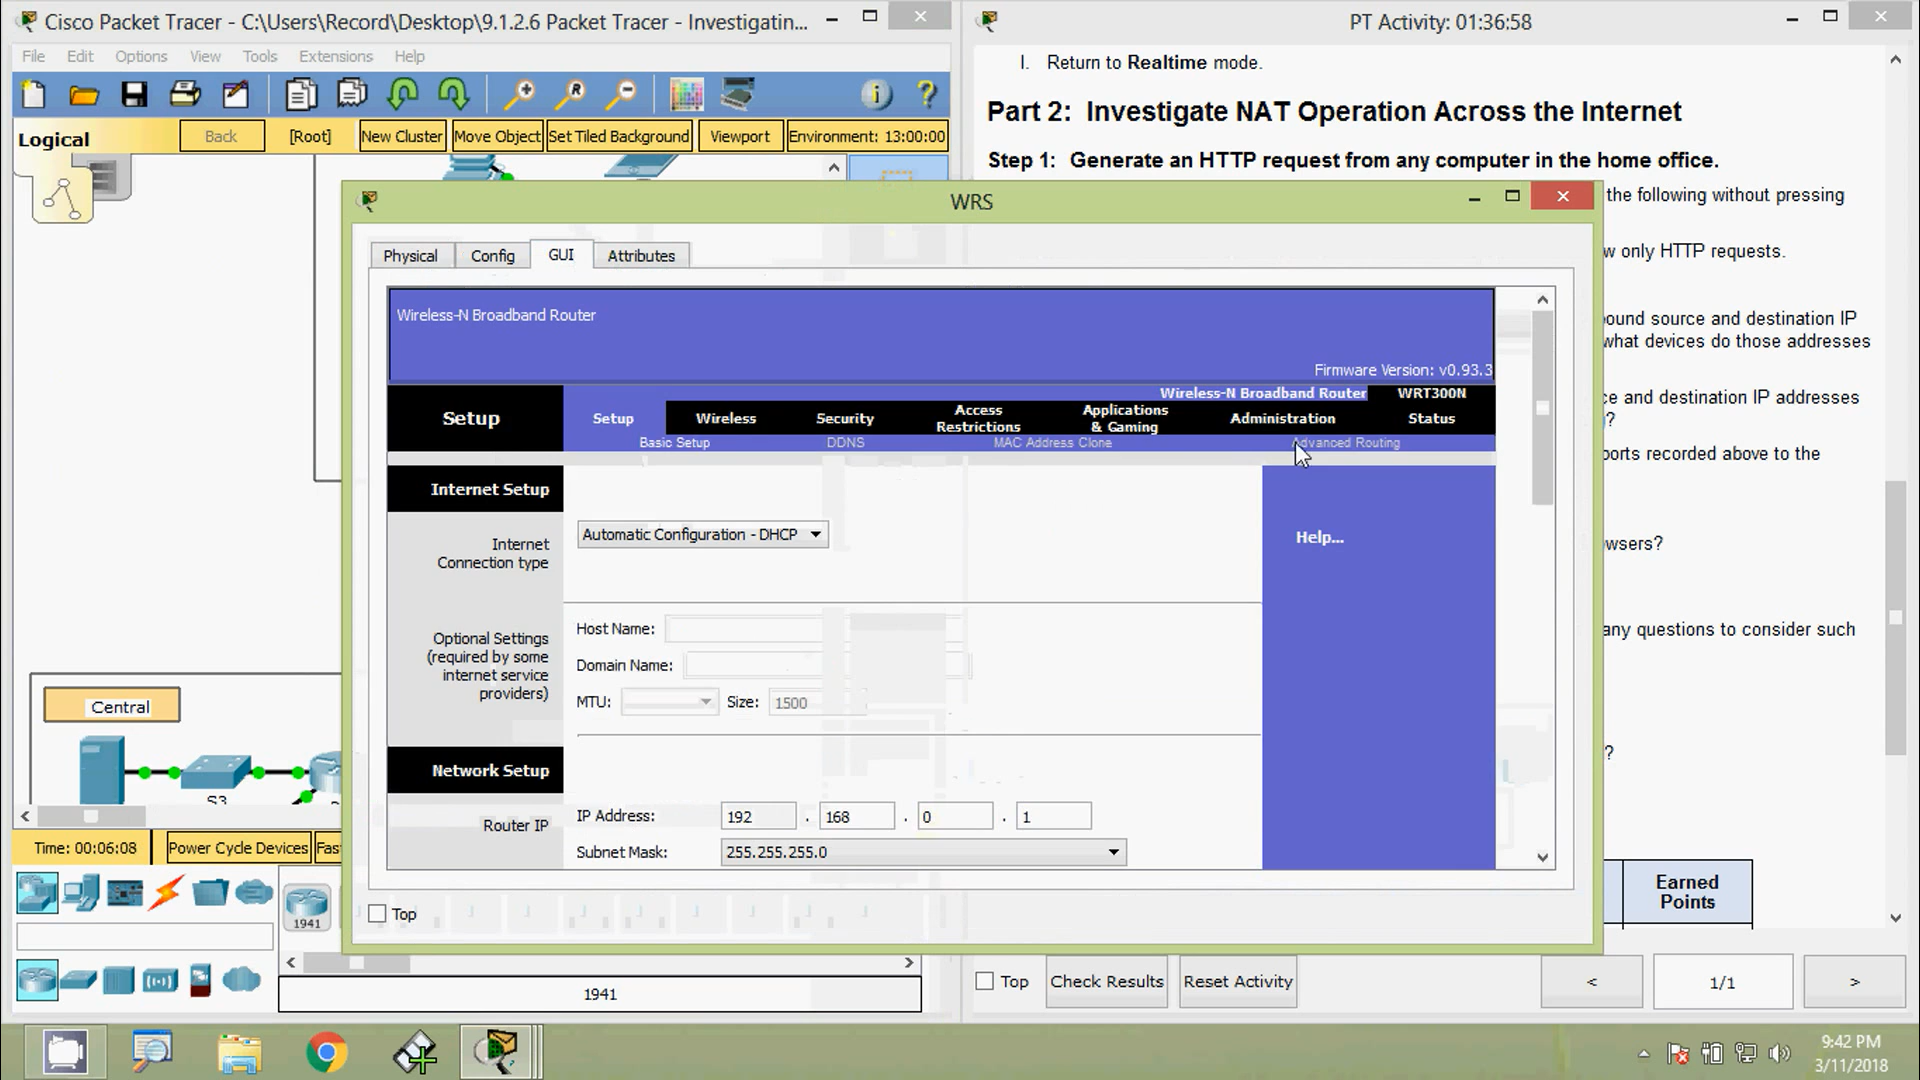 Cisco Packet Tracer - C:\Users\Record\Desktop\9.1.2.6 Packet Tracer - Investigatin...
File Edit Options View Tools Extensions Help
Logical
Back
[Root]
New Cluster
Move Object
Set Tiled Background
Viewport
Environment: 13:00:00
PT Activity: 01:36:58
l. Return to Realtime mode.
Part 2: Investigate NAT Operation Across the Internet
Step 1: Generate an HTTP request from any computer in the home office.
the following without pressing
w only HTTP requests.
ound source and destination IP
what devices do those addresses
ce and destination IP addresses
?
orts recorded above to the
wsers?
any questions to consider such
?
Earned
Points
WRS
Physical
Config
GUI
Attributes
Wireless-N Broadband Router
Firmware Version: v0.93.3
Wireless-N Broadband Router
WRT300N
Setup
Setup
Wireless
Security
Access
Restrictions
Applications
& Gaming
Administration
Status
Basic Setup
DDNS
MAC Address Clone
Advanced Routing
Internet Setup
Internet
Connection type
Automatic Configuration - DHCP
Help...
Optional Settings
(required by some
internet service
providers)
Host Name:
Domain Name:
MTU:
Size: 1500
Network Setup
Router IP
IP Address: 192 . 168 . 0 . 1
Subnet Mask: 255.255.255.0
Top
Central
S3
Time: 00:06:08
Power Cycle Devices
Fas
1941
1941
Top
Check Results
Reset Activity
<
1/1
>
9:42 PM
3/11/2018